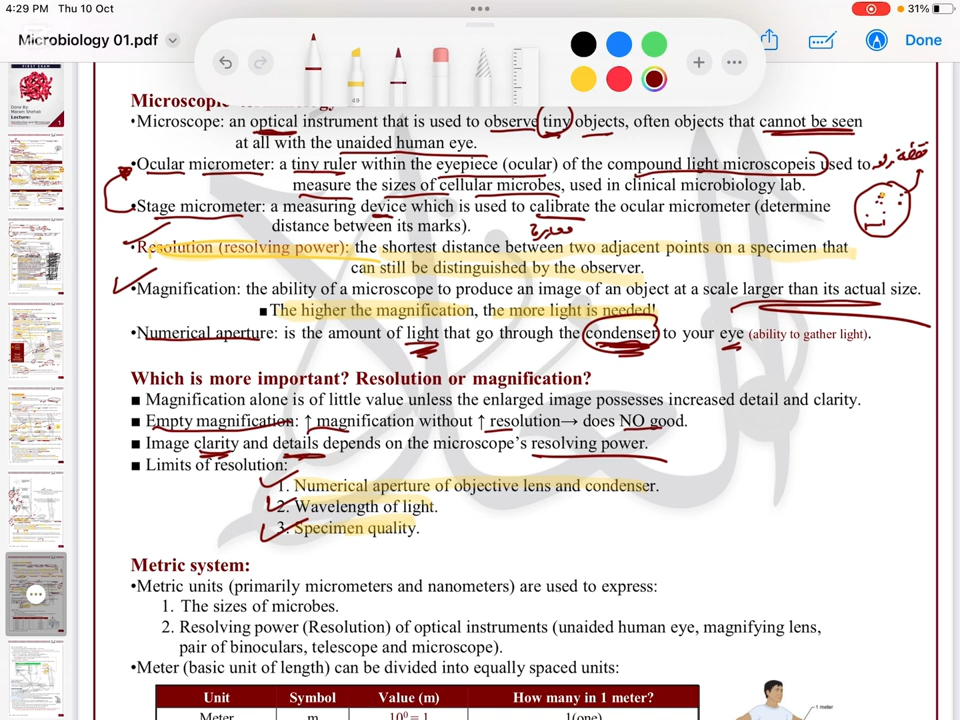 4:29 PM Thu 10 Oct
31%
Microbiology 01.pdf
Done
•Microscope: an optical instrument that is used to observe tiny objects, often objects that cannot be seen
at all with the unaided human eye.
•Ocular micrometer: a tiny ruler within the eyepiece (ocular) of the compound light microscopeis used to
measure the sizes of cellular microbes, used in clinical microbiology lab.
•Stage micrometer: a measuring device which is used to calibrate the ocular micrometer (determine
distance between its marks).
•Resolution (resolving power): the shortest distance between two adjacent points on a specimen that
can still be distinguished by the observer.
•Magnification: the ability of a microscope to produce an image of an object at a scale larger than its actual size.
■The higher the magnification, the more light is needed!
•Numerical aperture: is the amount of light that go through the condenser to your eye (ability to gather light).
Which is more important? Resolution or magnification?
■ Magnification alone is of little value unless the enlarged image possesses increased detail and clarity.
■ Empty magnification: ↑ magnification without ↑ resolution→ does NO good.
■ Image clarity and details depends on the microscope's resolving power.
■ Limits of resolution:
1. Numerical aperture of objective lens and condenser.
2. Wavelength of light.
3. Specimen quality.
Metric system:
•Metric units (primarily micrometers and nanometers) are used to express:
1. The sizes of microbes.
2. Resolving power (Resolution) of optical instruments (unaided human eye, magnifying lens,
pair of binoculars, telescope and microscope).
•Meter (basic unit of length) can be divided into equally spaced units:
Unit Symbol Value (m) How many in 1 meter?
Meter m 10⁰ = 1 1(one)
1 meter